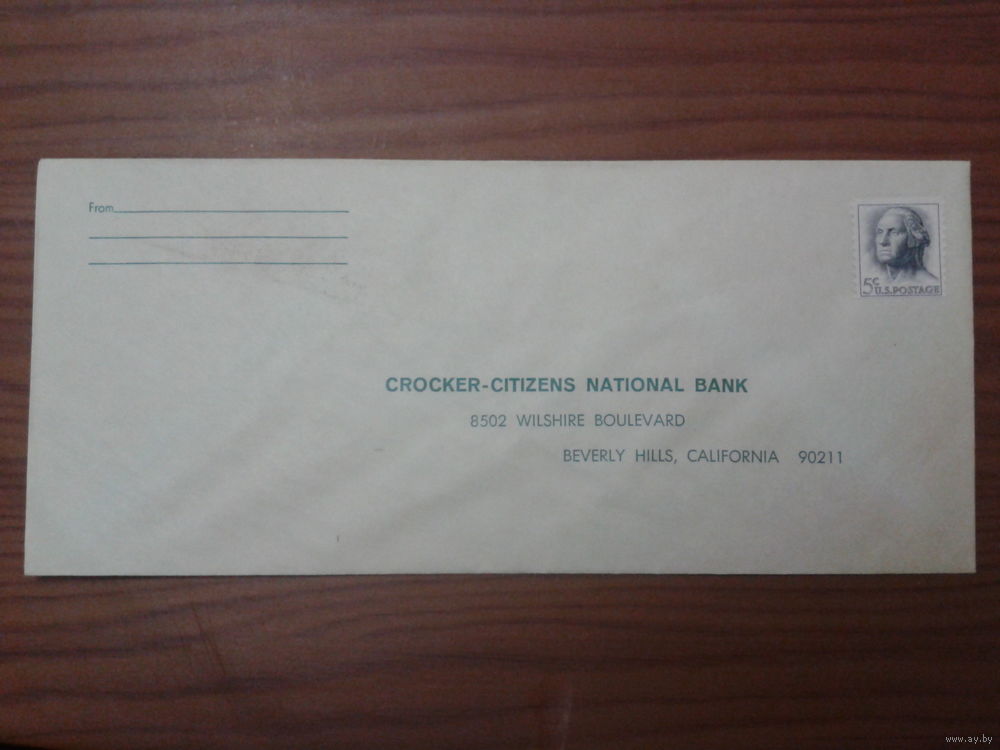 From
5¢
U.S. POSTAGE
CROCKER-CITIZENS NATIONAL BANK
8502 WILSHIRE BOULEVARD
BEVERLY HILLS, CALIFORNIA 90211
www.ay.by